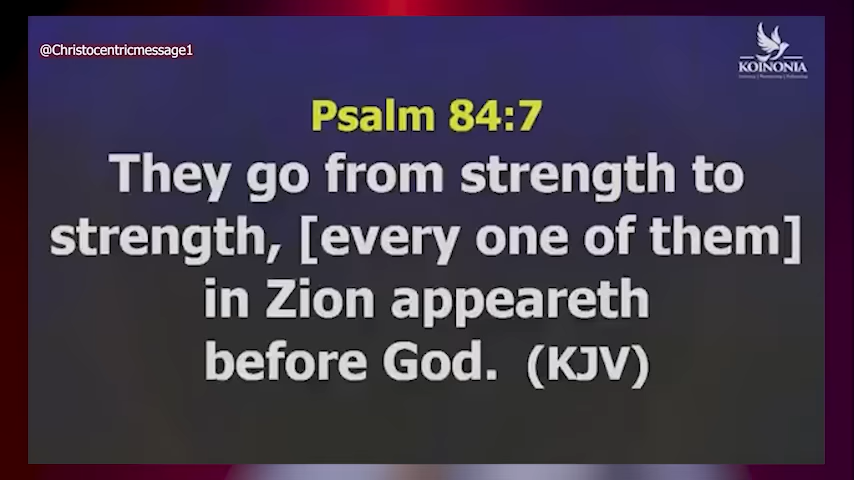 @Christocentricmessage1
KOINONIA
Psalm 84:7
They go from strength to
strength, [every one of them]
in Zion appeareth
before God. (KJV)